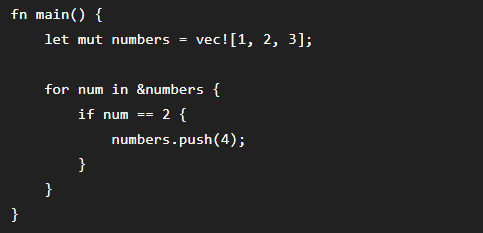 fn main() {
    let mut numbers = vec![1, 2, 3];

    for num in &numbers {
        if num == 2 {
            numbers.push(4);
        }
    }
}